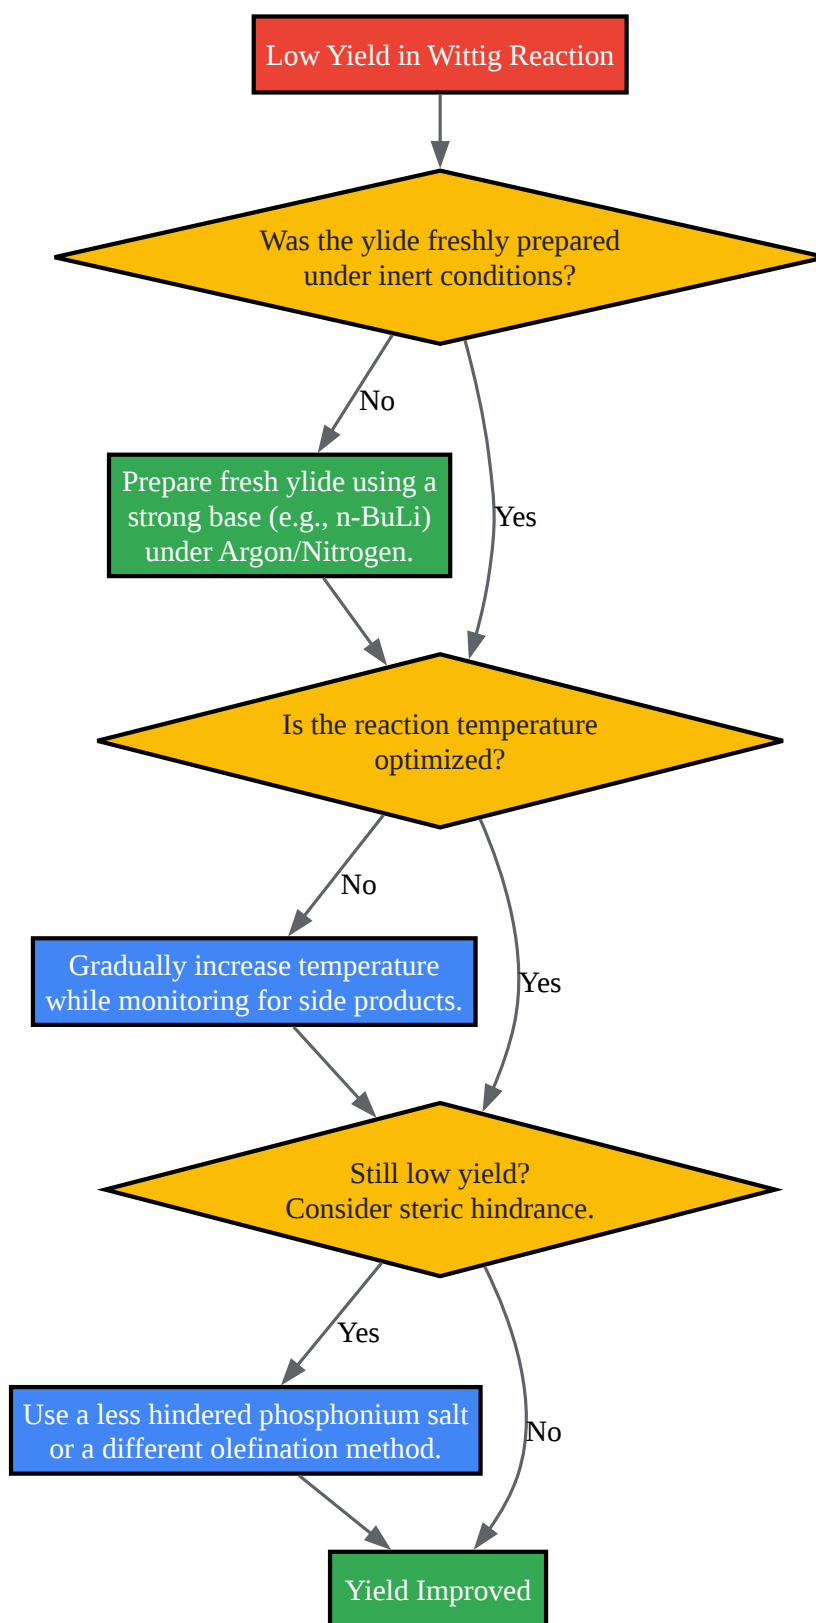 Low Yield in Wittig Reaction
Was the ylide freshly prepared
under inert conditions?
No
Prepare fresh ylide using a
strong base (e.g., n-BuLi)
under Argon/Nitrogen.
Yes
Is the reaction temperature
optimized?
No
Gradually increase temperature
while monitoring for side products.
Yes
Still low yield?
Consider steric hindrance.
Yes
Use a less hindered phosphonium salt
or a different olefination method.
No
Yield Improved